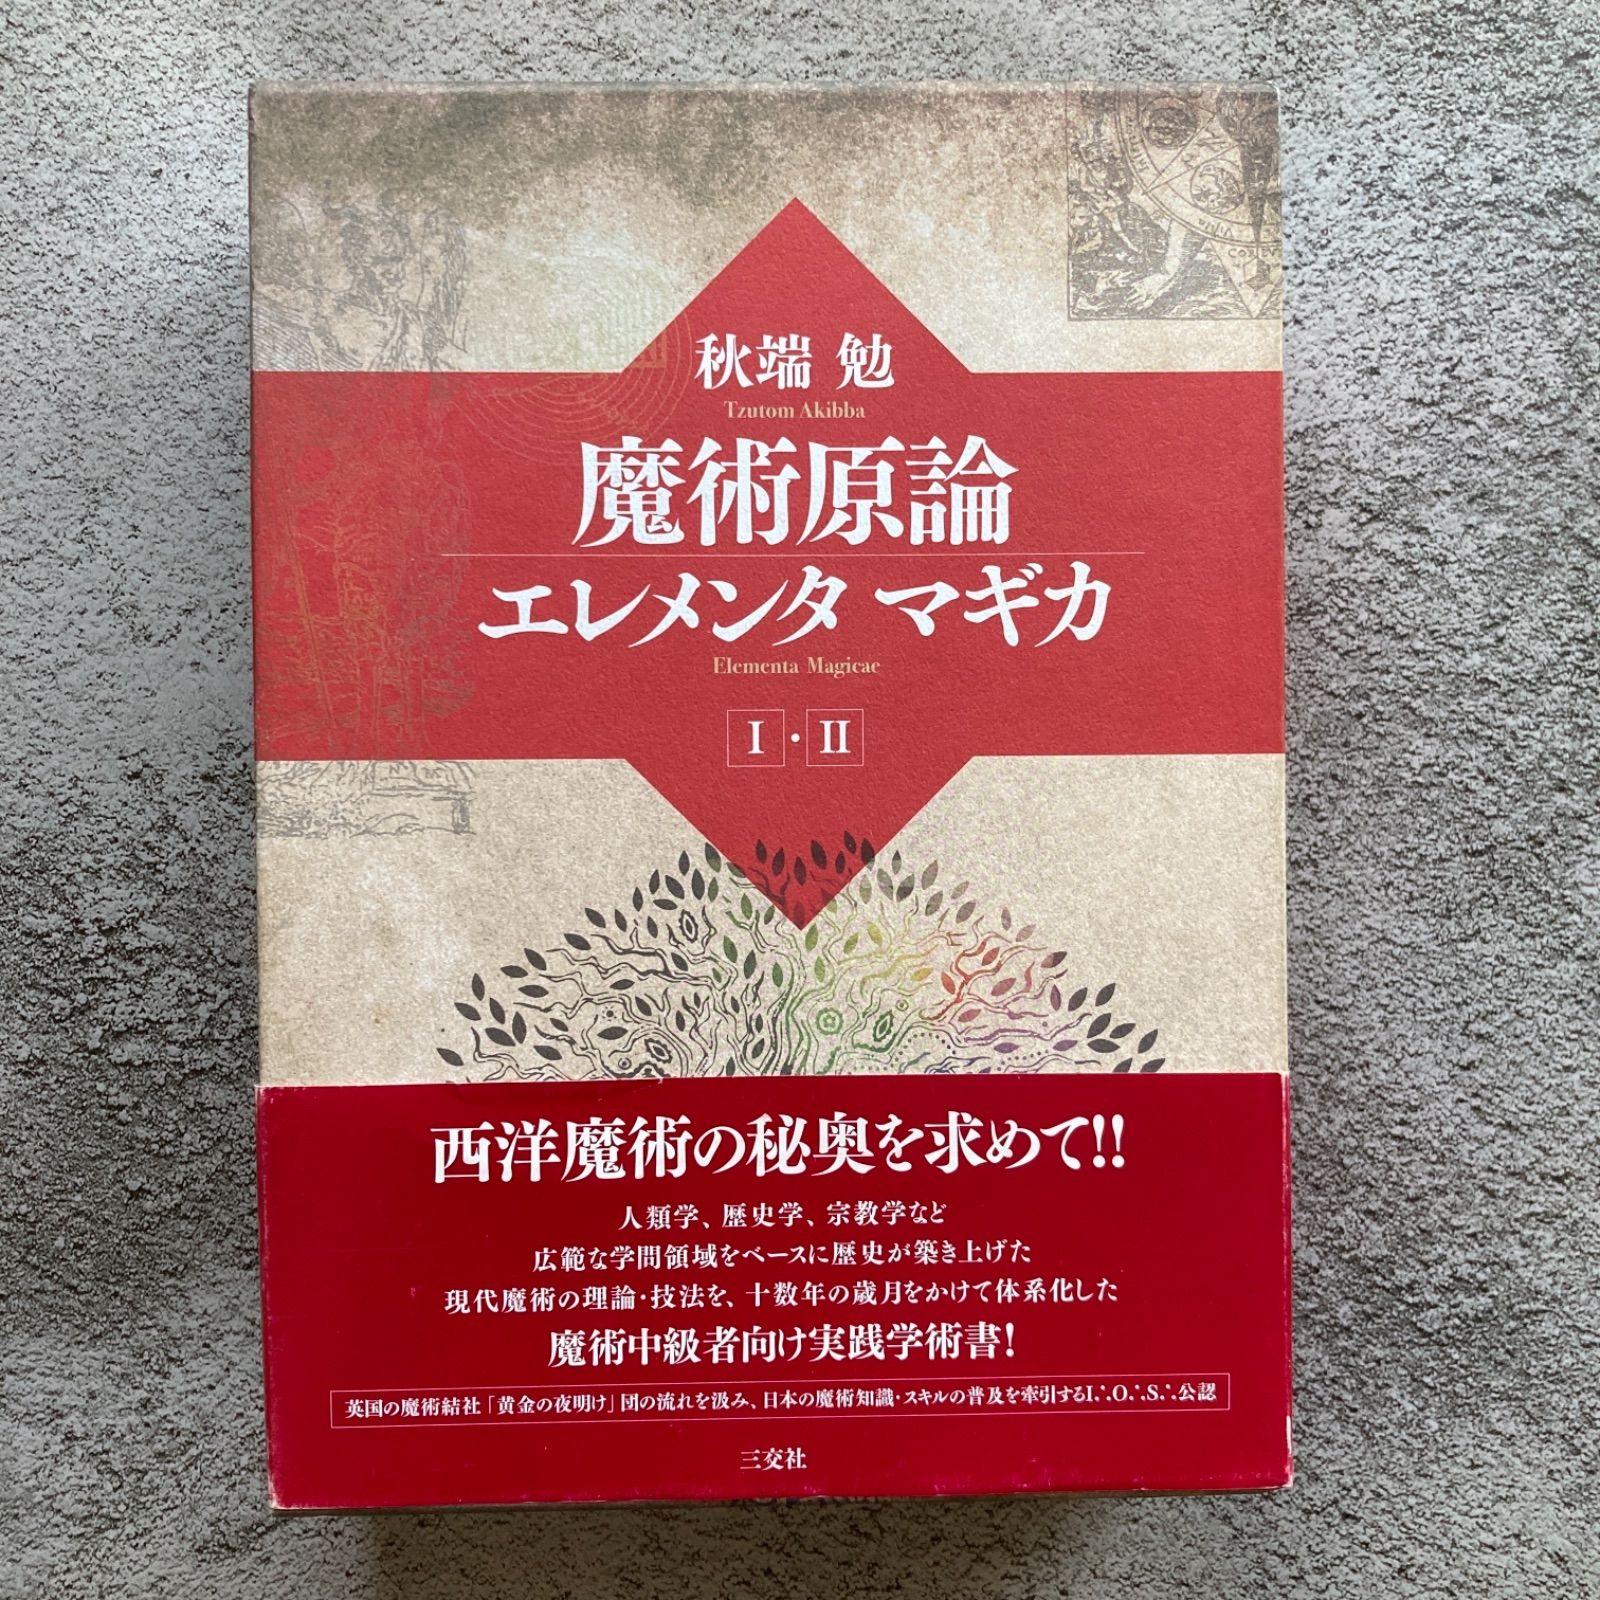 秋端 勉
Tzutom Akibba
魔術原論
エレメンタ マギカ
Elementa Magicae
I・II
西洋魔術の秘奥を求めて!!
人類学、歴史学、宗教学など
広範な学問領域をベースに歴史が築き上げた
現代魔術の理論・技法を、十数年の歳月をかけて体系化した
魔術中級者向け実践学術書!
英国の魔術結社「黄金の夜明け」団の流れを汲み、日本の魔術知識・スキルの普及を牽引するI∴O∴S∴公認
三交社